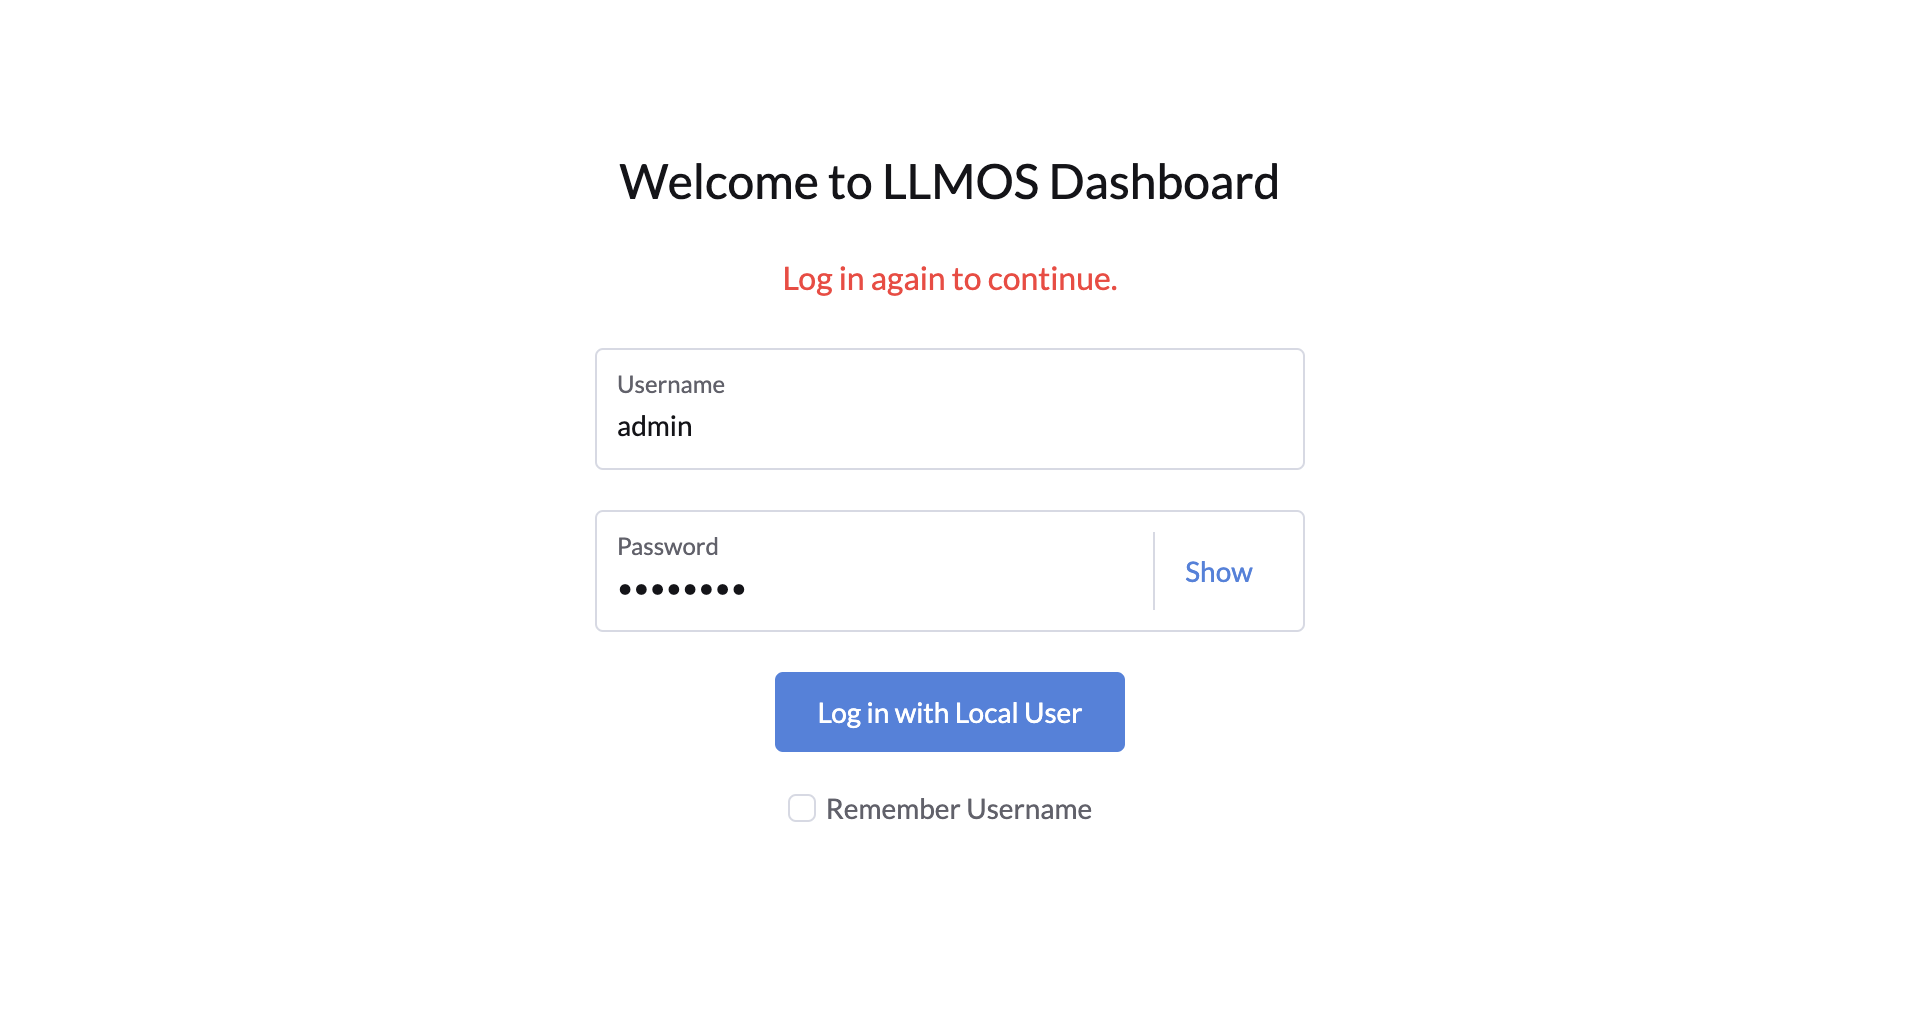 Welcome to LLMOS Dashboard
Log in again to continue.
Username
admin
Password
••••••••
Show
Log in with Local User
Remember Username